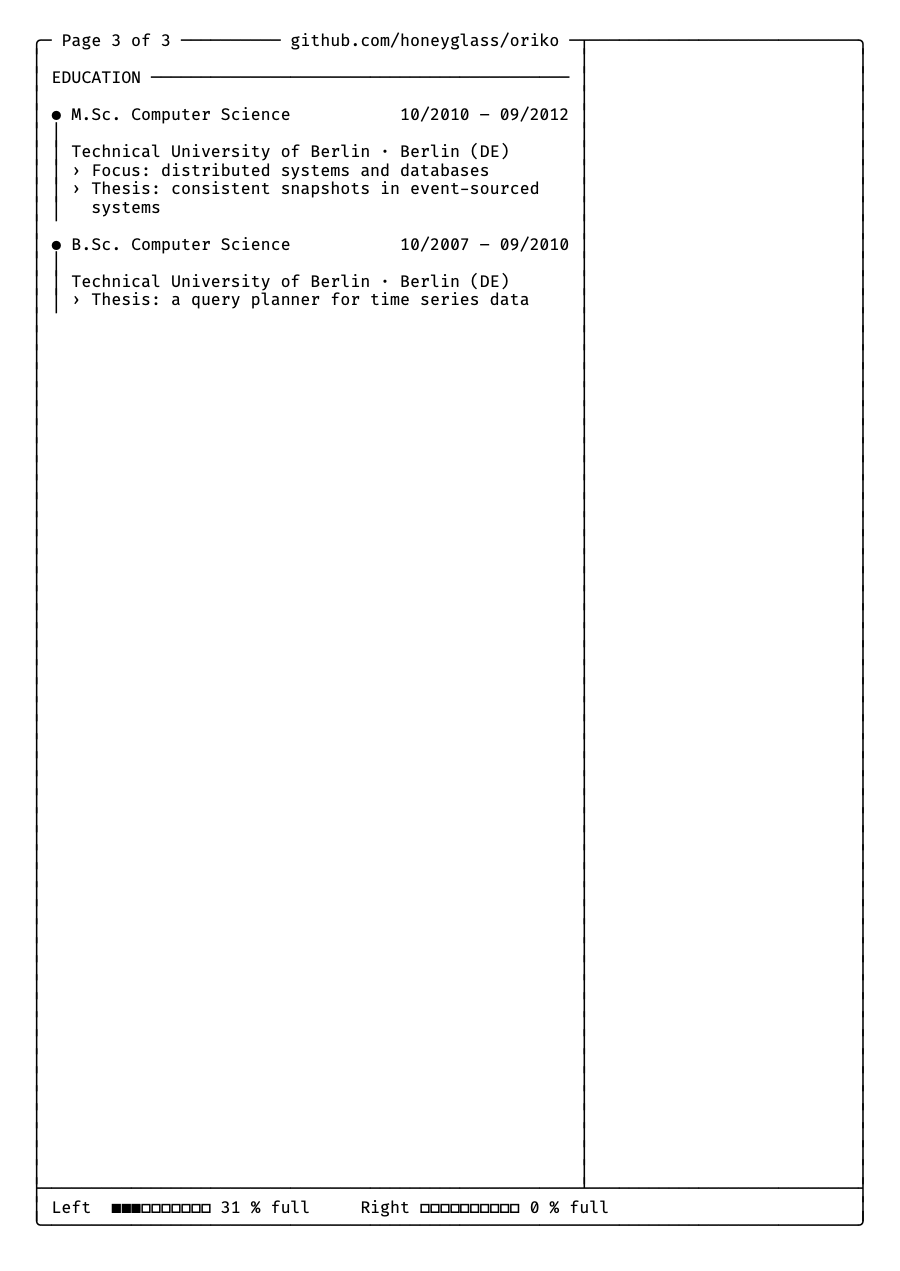 Page 3 of 3 github.com/honeyglass/oriko
EDUCATION
● M.Sc. Computer Science 10/2010 – 09/2012
Technical University of Berlin · Berlin (DE)
› Focus: distributed systems and databases
› Thesis: consistent snapshots in event-sourced
systems
● B.Sc. Computer Science 10/2007 – 09/2010
Technical University of Berlin · Berlin (DE)
› Thesis: a query planner for time series data
Left ■■■□□□□□□□ 31 % full Right □□□□□□□□□□ 0 % full